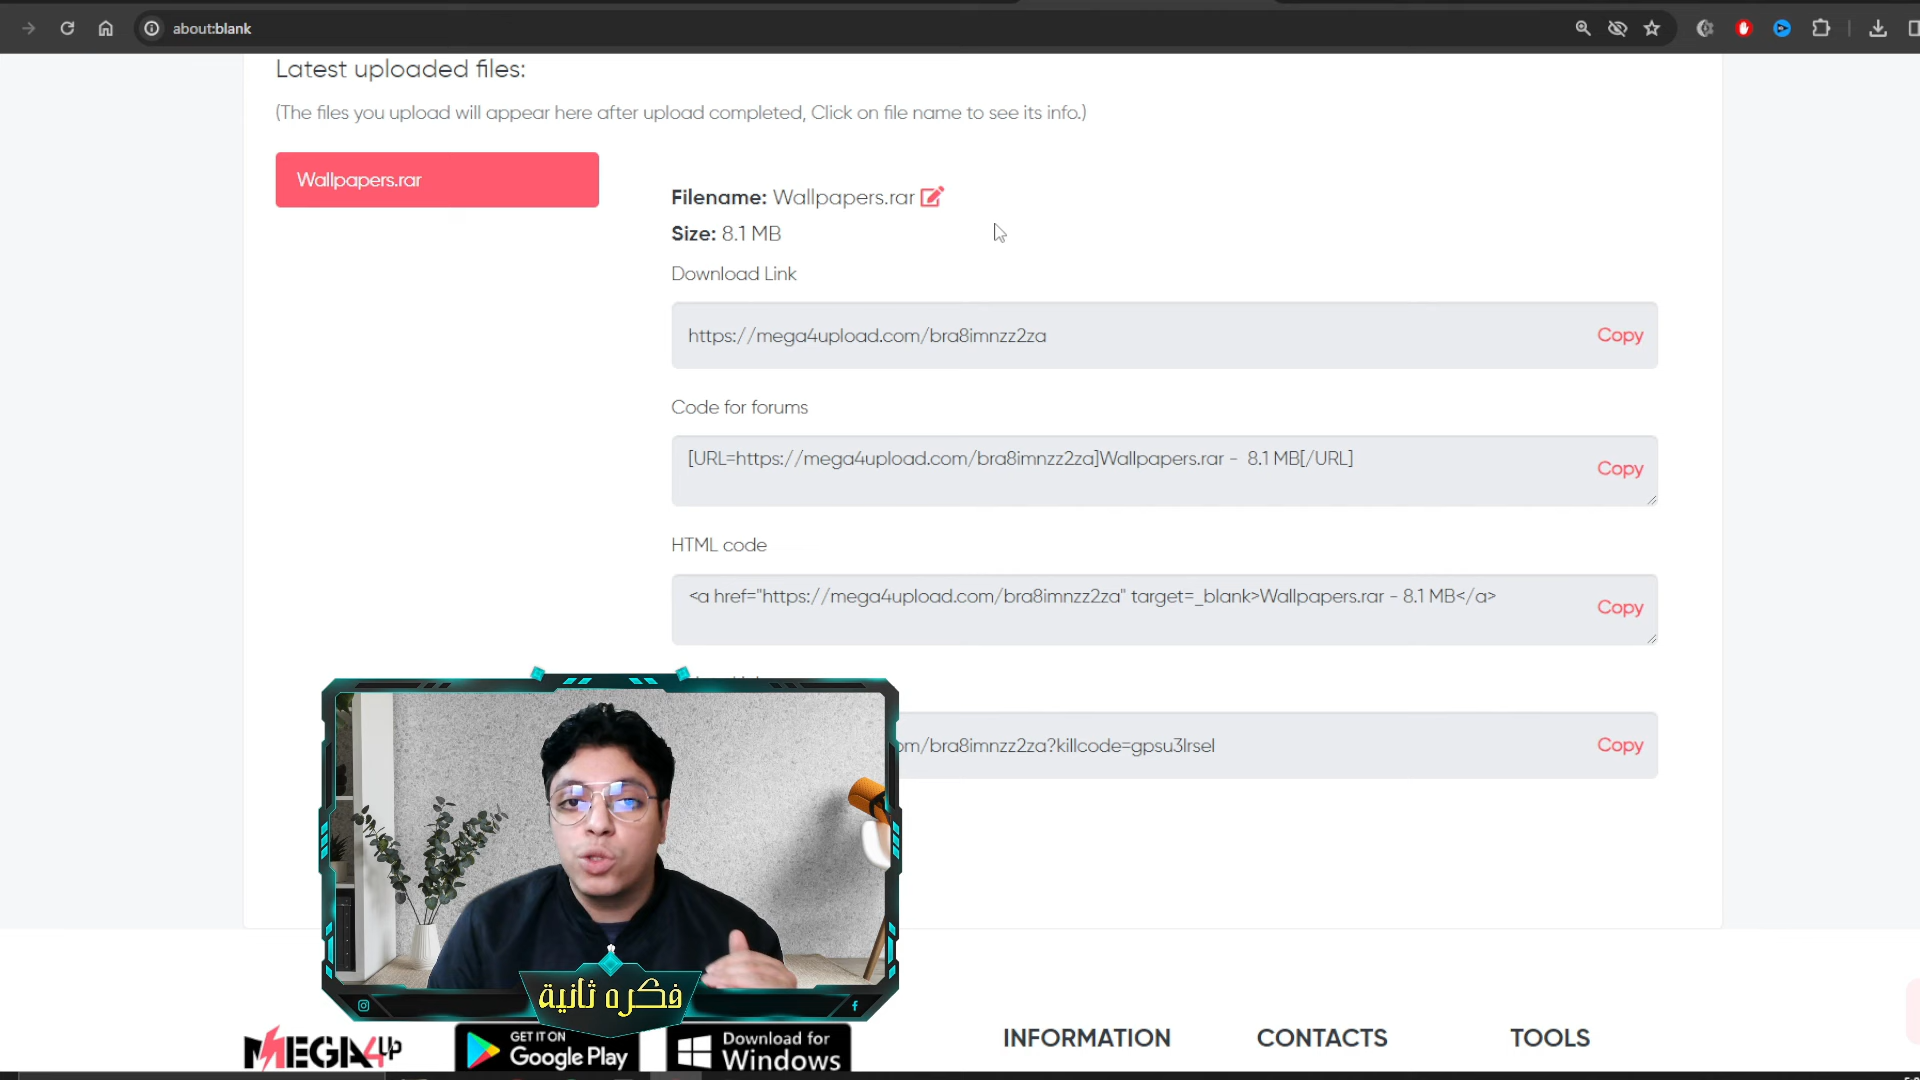 about:blank
Latest uploaded files:
(The files you upload will appear here after upload completed, Click on file name to see its info.)
Wallpapers.rar
Filename: Wallpapers.rar
Size: 8.1 MB
Download Link
https://mega4upload.com/bra8imnzz2za
Copy
Code for forums
[URL=https://mega4upload.com/bra8imnzz2za]Wallpapers.rar - 8.1 MB[/URL]
Copy
HTML code
<a href="https://mega4upload.com/bra8imnzz2za" target=_blank>Wallpapers.rar - 8.1 MB</a>
Copy
om/bra8imnzz2za?killcode=gpsu3lrsel
Copy
فكره ثانية
MEGA4UP
GET IT ON
Google Play
Download for
Windows
INFORMATION
CONTACTS
TOOLS